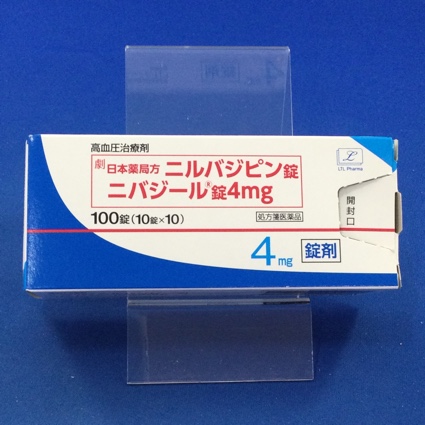 高血圧治療剤
劇 日本薬局方 ニルバジピン錠
ニバジール®錠4mg
100錠(10錠×10)
処方箋医薬品
4mg 錠剤
L
LTL Pharma
開封口
4 錠